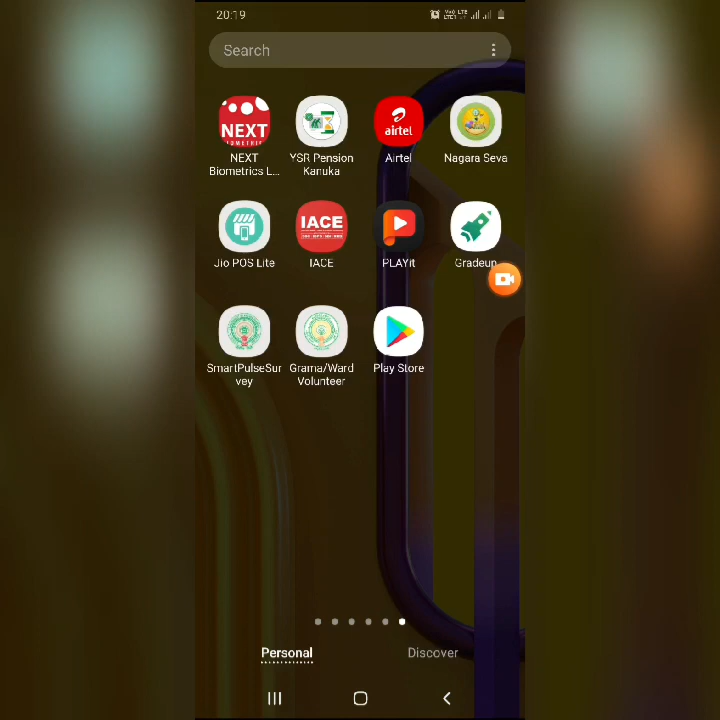 20:19
Search
NEXT
airtel
NEXT
Biometrics L...
YSR Pension
Kanuka
Airtel
Nagara Seva
IACE
Jio POS Lite
IACE
PLAYit
Gradeup
SmartPulseSur
vey
Grama/Ward
Volunteer
Play Store
Personal
Discover